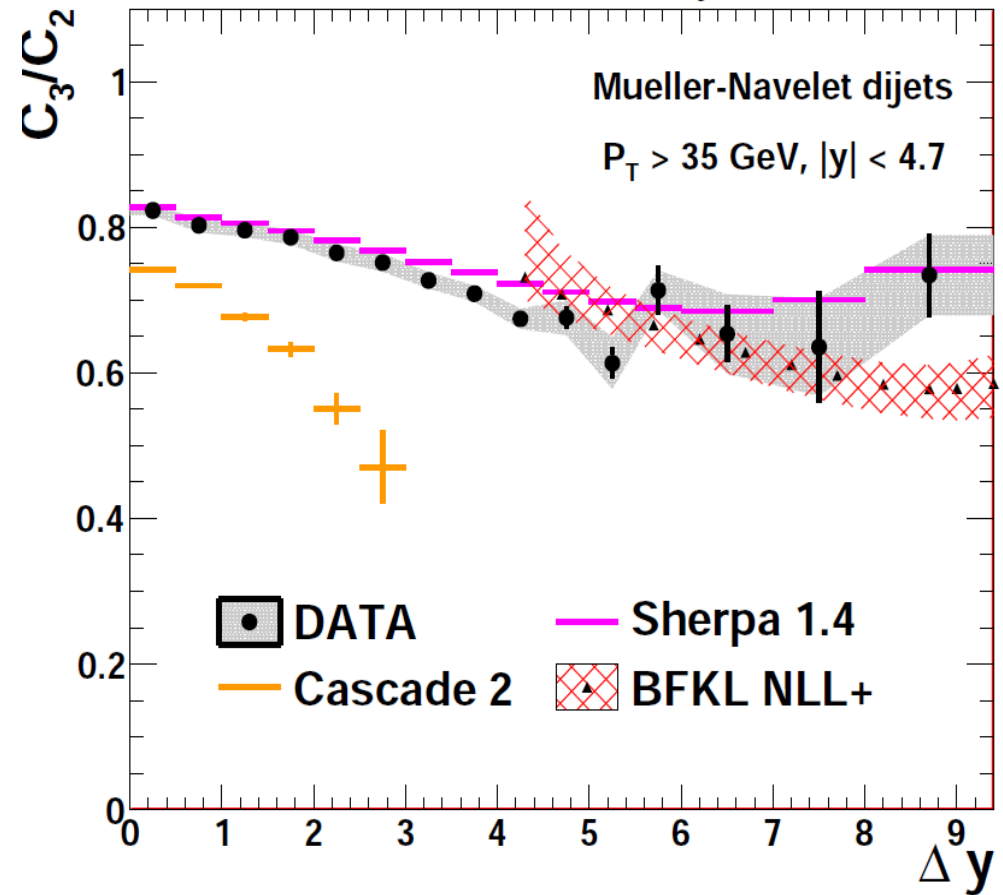 C₃/C₂
Mueller-Navelet dijets
P_T > 35 GeV, |y| < 4.7
1
0.8
0.6
0.4
0.2
0
DATA
Sherpa 1.4
Cascade 2
BFKL NLL+
0 1 2 3 4 5 6 7 8 9
Δ y